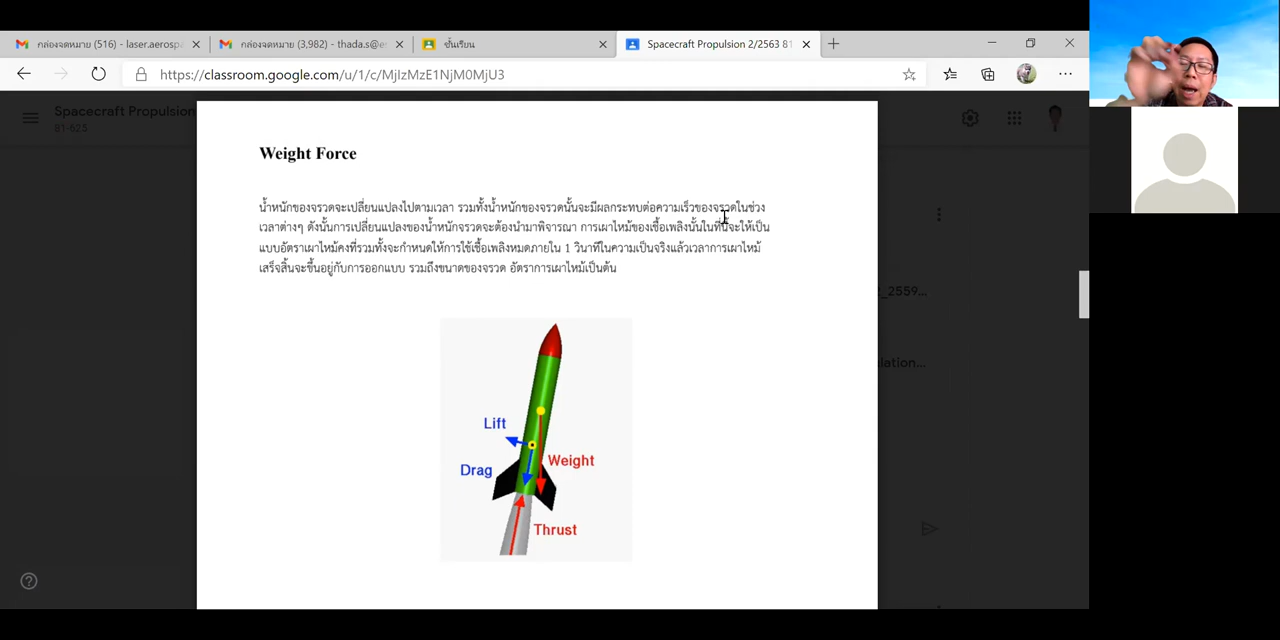 กล่องจดหมาย (516) - laser.aerospa
กล่องจดหมาย (3,982) - thada.s@e
ชั้นเรียน
Spacecraft Propulsion 2/2563 81
https://classroom.google.com/u/1/c/MjIzMzE1NjM0MjU3
Spacecraft Propulsion
81-625
Weight Force
น้ำหนักของจรวดจะเปลี่ยนแปลงไปตามเวลา รวมทั้งน้ำหนักของจรวดนั้นจะมีผลกระทบต่อความเร็วของจรวดในช่วง
เวลาต่างๆ ดังนั้นการเปลี่ยนแปลงของน้ำหนักจรวดจะต้องนำมาพิจารณา การเผาไหม้ของเชื้อเพลิงนั้นในที่นี้จะให้เป็น
แบบอัตราเผาไหม้คงที่รวมทั้งจะกำหนดให้การใช้เชื้อเพลิงหมดภายใน 1 วินาทีในความเป็นจริงแล้วเวลาการเผาไหม้
เสร็จสิ้นจะขึ้นอยู่กับการออกแบบ รวมถึงขนาดของจรวด อัตราการเผาไหม้เป็นต้น
2_2559...
ulation...
Lift
Drag
Weight
Thrust